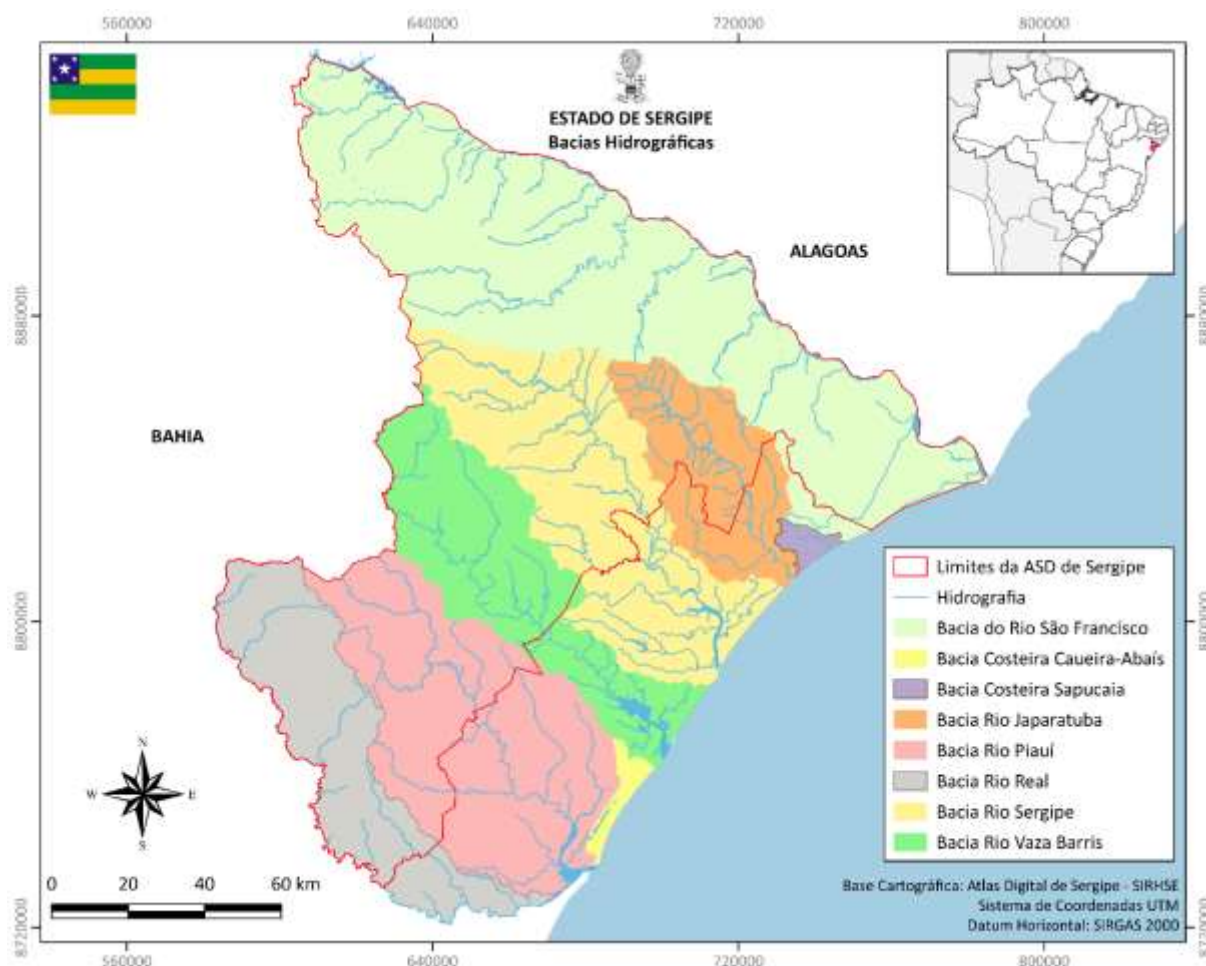 560000 640000 720000 800000
ESTADO DE SERGIPE
Bacias Hidrográficas
ALAGOAS
BAHIA
8880000
8880000
8800000
8800000
8720000
Limites da ASD de Sergipe
Hidrografia
Bacia do Rio São Francisco
Bacia Costeira Caueira-Abaís
Bacia Costeira Sapucaia
Bacia Rio Japaratuba
Bacia Rio Piauí
Bacia Rio Real
Bacia Rio Sergipe
Bacia Rio Vaza Barris
N
W E
S
0 20 40 60 km
Base Cartográfica: Atlas Digital de Sergipe - SIRHSE
Sistema de Coordenadas UTM
Datum Horizontal: SIRGAS 2000
560000 640000 720000 800000